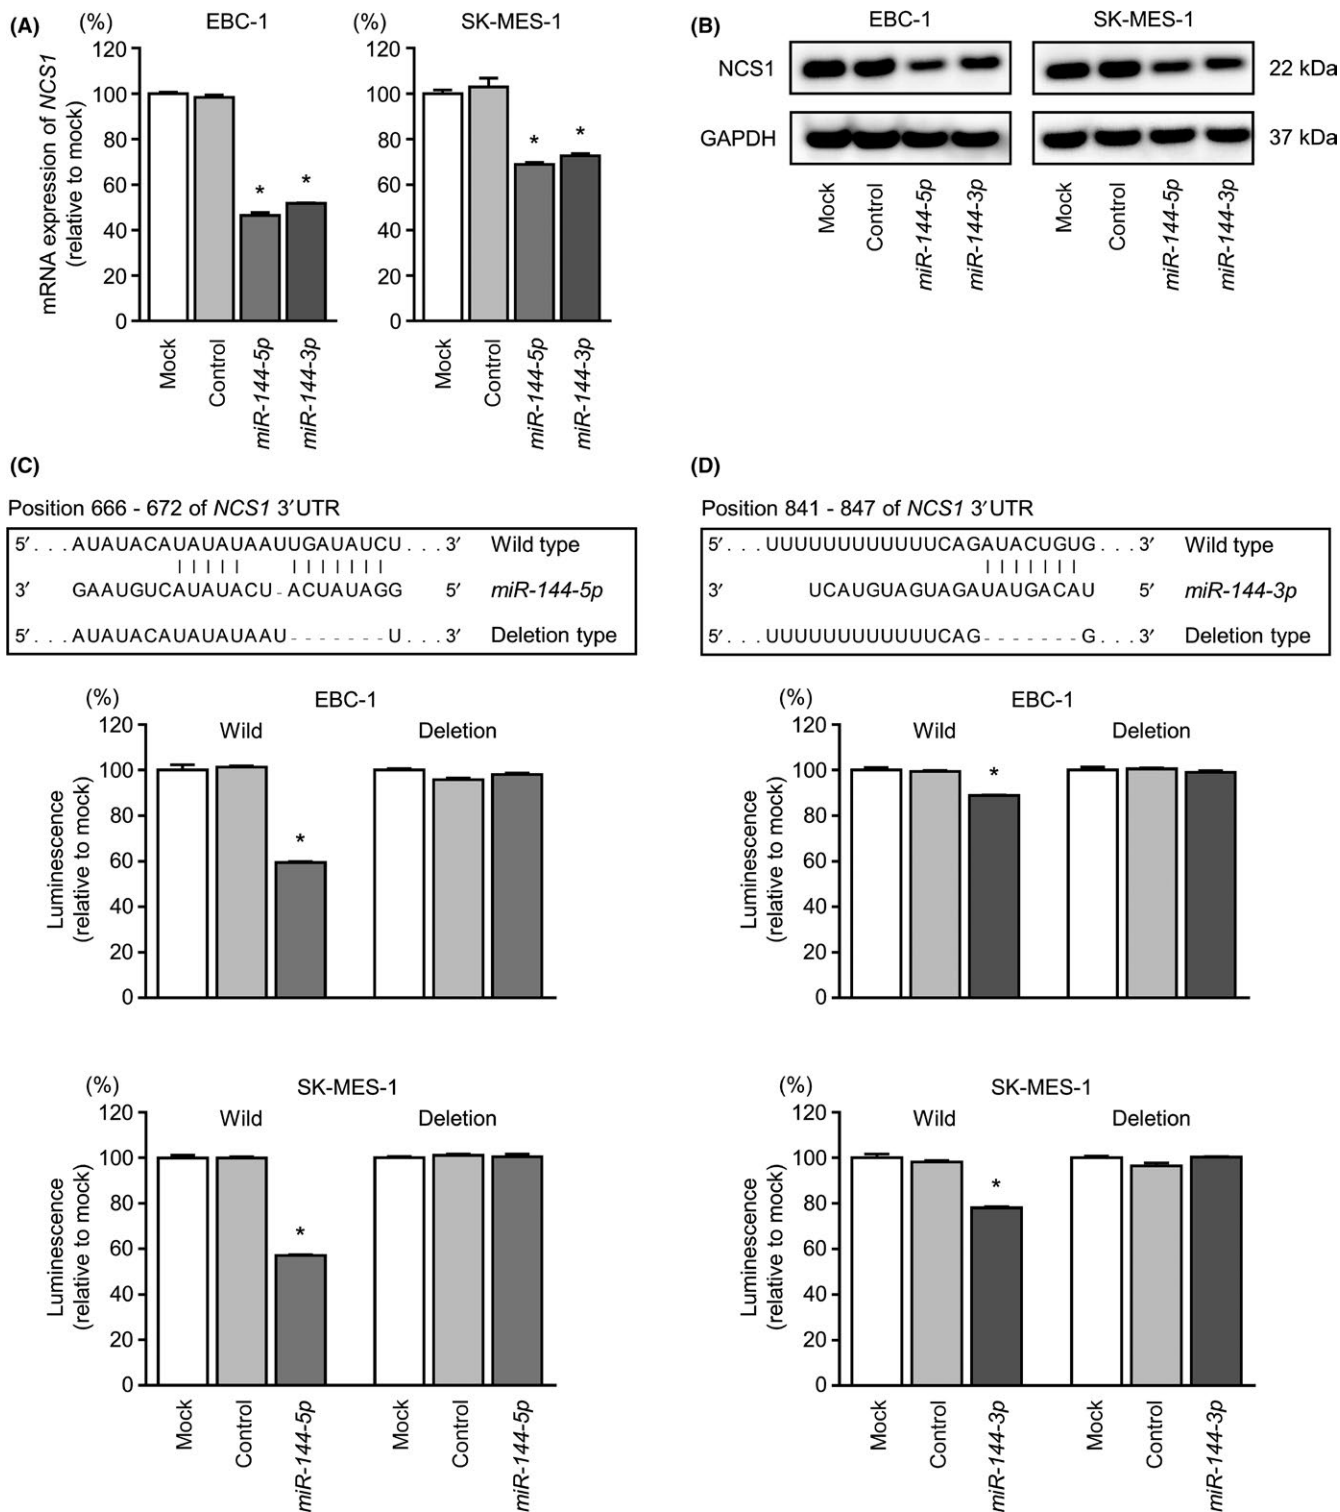 (A)
(%) EBC-1
mRNA expression of NCS1
(relative to mock)
120
100
80
60
40
20
0
* *
Mock
Control
miR-144-5p
miR-144-3p
(%) SK-MES-1
120
100
80
60
40
20
0
* *
Mock
Control
miR-144-5p
miR-144-3p
(B)
EBC-1 SK-MES-1
NCS1 22 kDa
GAPDH 37 kDa
Mock
Control
miR-144-5p
miR-144-3p
Mock
Control
miR-144-5p
miR-144-3p
(C)
Position 666 - 672 of NCS1 3′UTR
5′. . . AUAUACAUAUAUAAUUGAUAUCU. . . 3′ Wild type
3′ GAAUGUCAUAUACU-ACUAUAGG 5′ miR-144-5p
5′. . . AUAUACAUAUAUAAU-------U. . . 3′ Deletion type
(%) EBC-1
Wild Deletion
Luminescence
(relative to mock)
120
100
80
60
40
20
0
*
(%) SK-MES-1
Wild Deletion
Luminescence
(relative to mock)
120
100
80
60
40
20
0
*
Mock
Control
miR-144-5p
Mock
Control
miR-144-5p
(D)
Position 841 - 847 of NCS1 3′UTR
5′. . . UUUUUUUUUUUUCAGAUACUGUG. . . 3′ Wild type
3′ UCAUGUAGUAGAUAUGACAU 5′ miR-144-3p
5′. . . UUUUUUUUUUUUCAG-------G. . . 3′ Deletion type
(%) EBC-1
Wild Deletion
Luminescence
(relative to mock)
120
100
80
60
40
20
0
*
(%) SK-MES-1
Wild Deletion
Luminescence
(relative to mock)
120
100
80
60
40
20
0
*
Mock
Control
miR-144-3p
Mock
Control
miR-144-3p